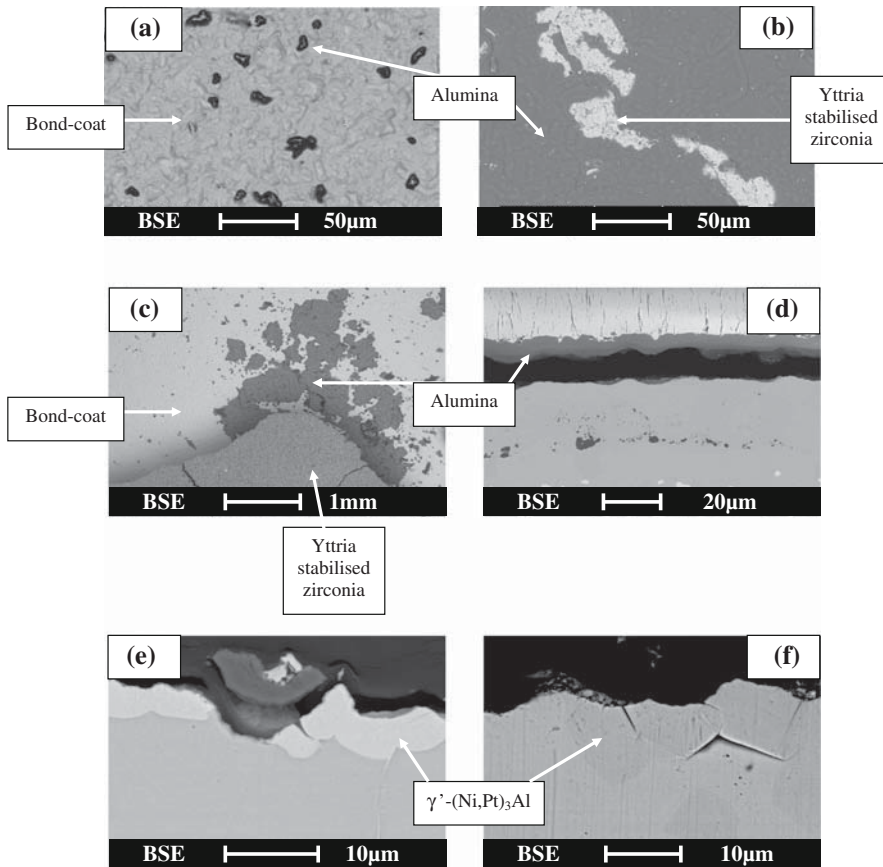 (a)
(b)
Alumina
Bond-coat
Yttria
stabilised
zirconia
BSE 50μm
BSE 50μm
(c)
(d)
Bond-coat
Alumina
BSE 1mm
BSE 20μm
Yttria
stabilised
zirconia
(e)
(f)
γ’-(Ni,Pt)₃Al
BSE 10μm
BSE 10μm